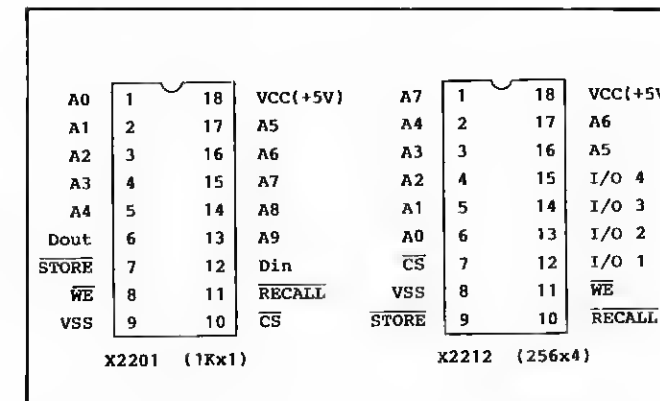 A0 1 18 VCC(+5V) A7 1 18 VCC(+5V
A1 2 17 A5 A4 2 17 A6
A2 3 16 A6 A3 3 16 A5
A3 4 15 A7 A2 4 15 I/O 4
A4 5 14 A8 A1 5 14 I/O 3
Dout 6 13 A9 A0 6 13 I/O 2
STORE 7 12 Din CS 7 12 I/O 1
WE 8 11 RECALL VSS 8 11 WE
VSS 9 10 CS STORE 9 10 RECALL
X2201 (1Kx1) X2212 (256x4)